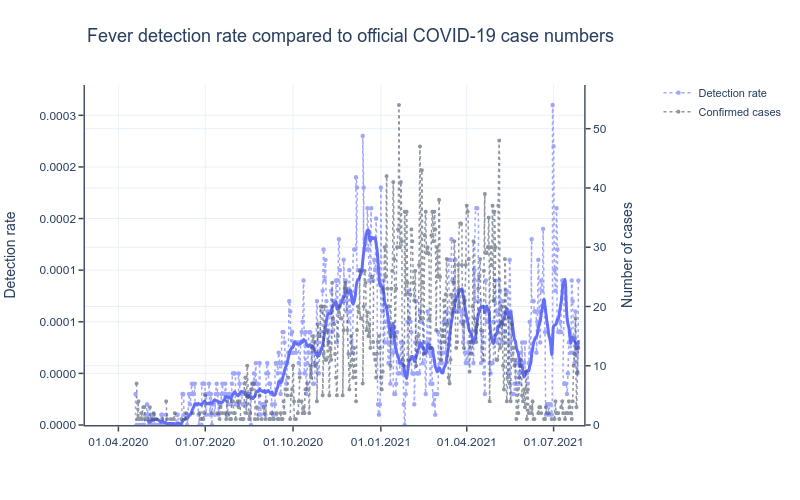 Fever detection rate compared to official COVID-19 case numbers
Detection rate
Confirmed cases
0.0003
0.0002
0.0002
0.0001
0.0001
0.0000
0.0000
Detection rate
50
40
30
20
10
0
Number of cases
01.04.2020 01.07.2020 01.10.2020 01.01.2021 01.04.2021 01.07.2021